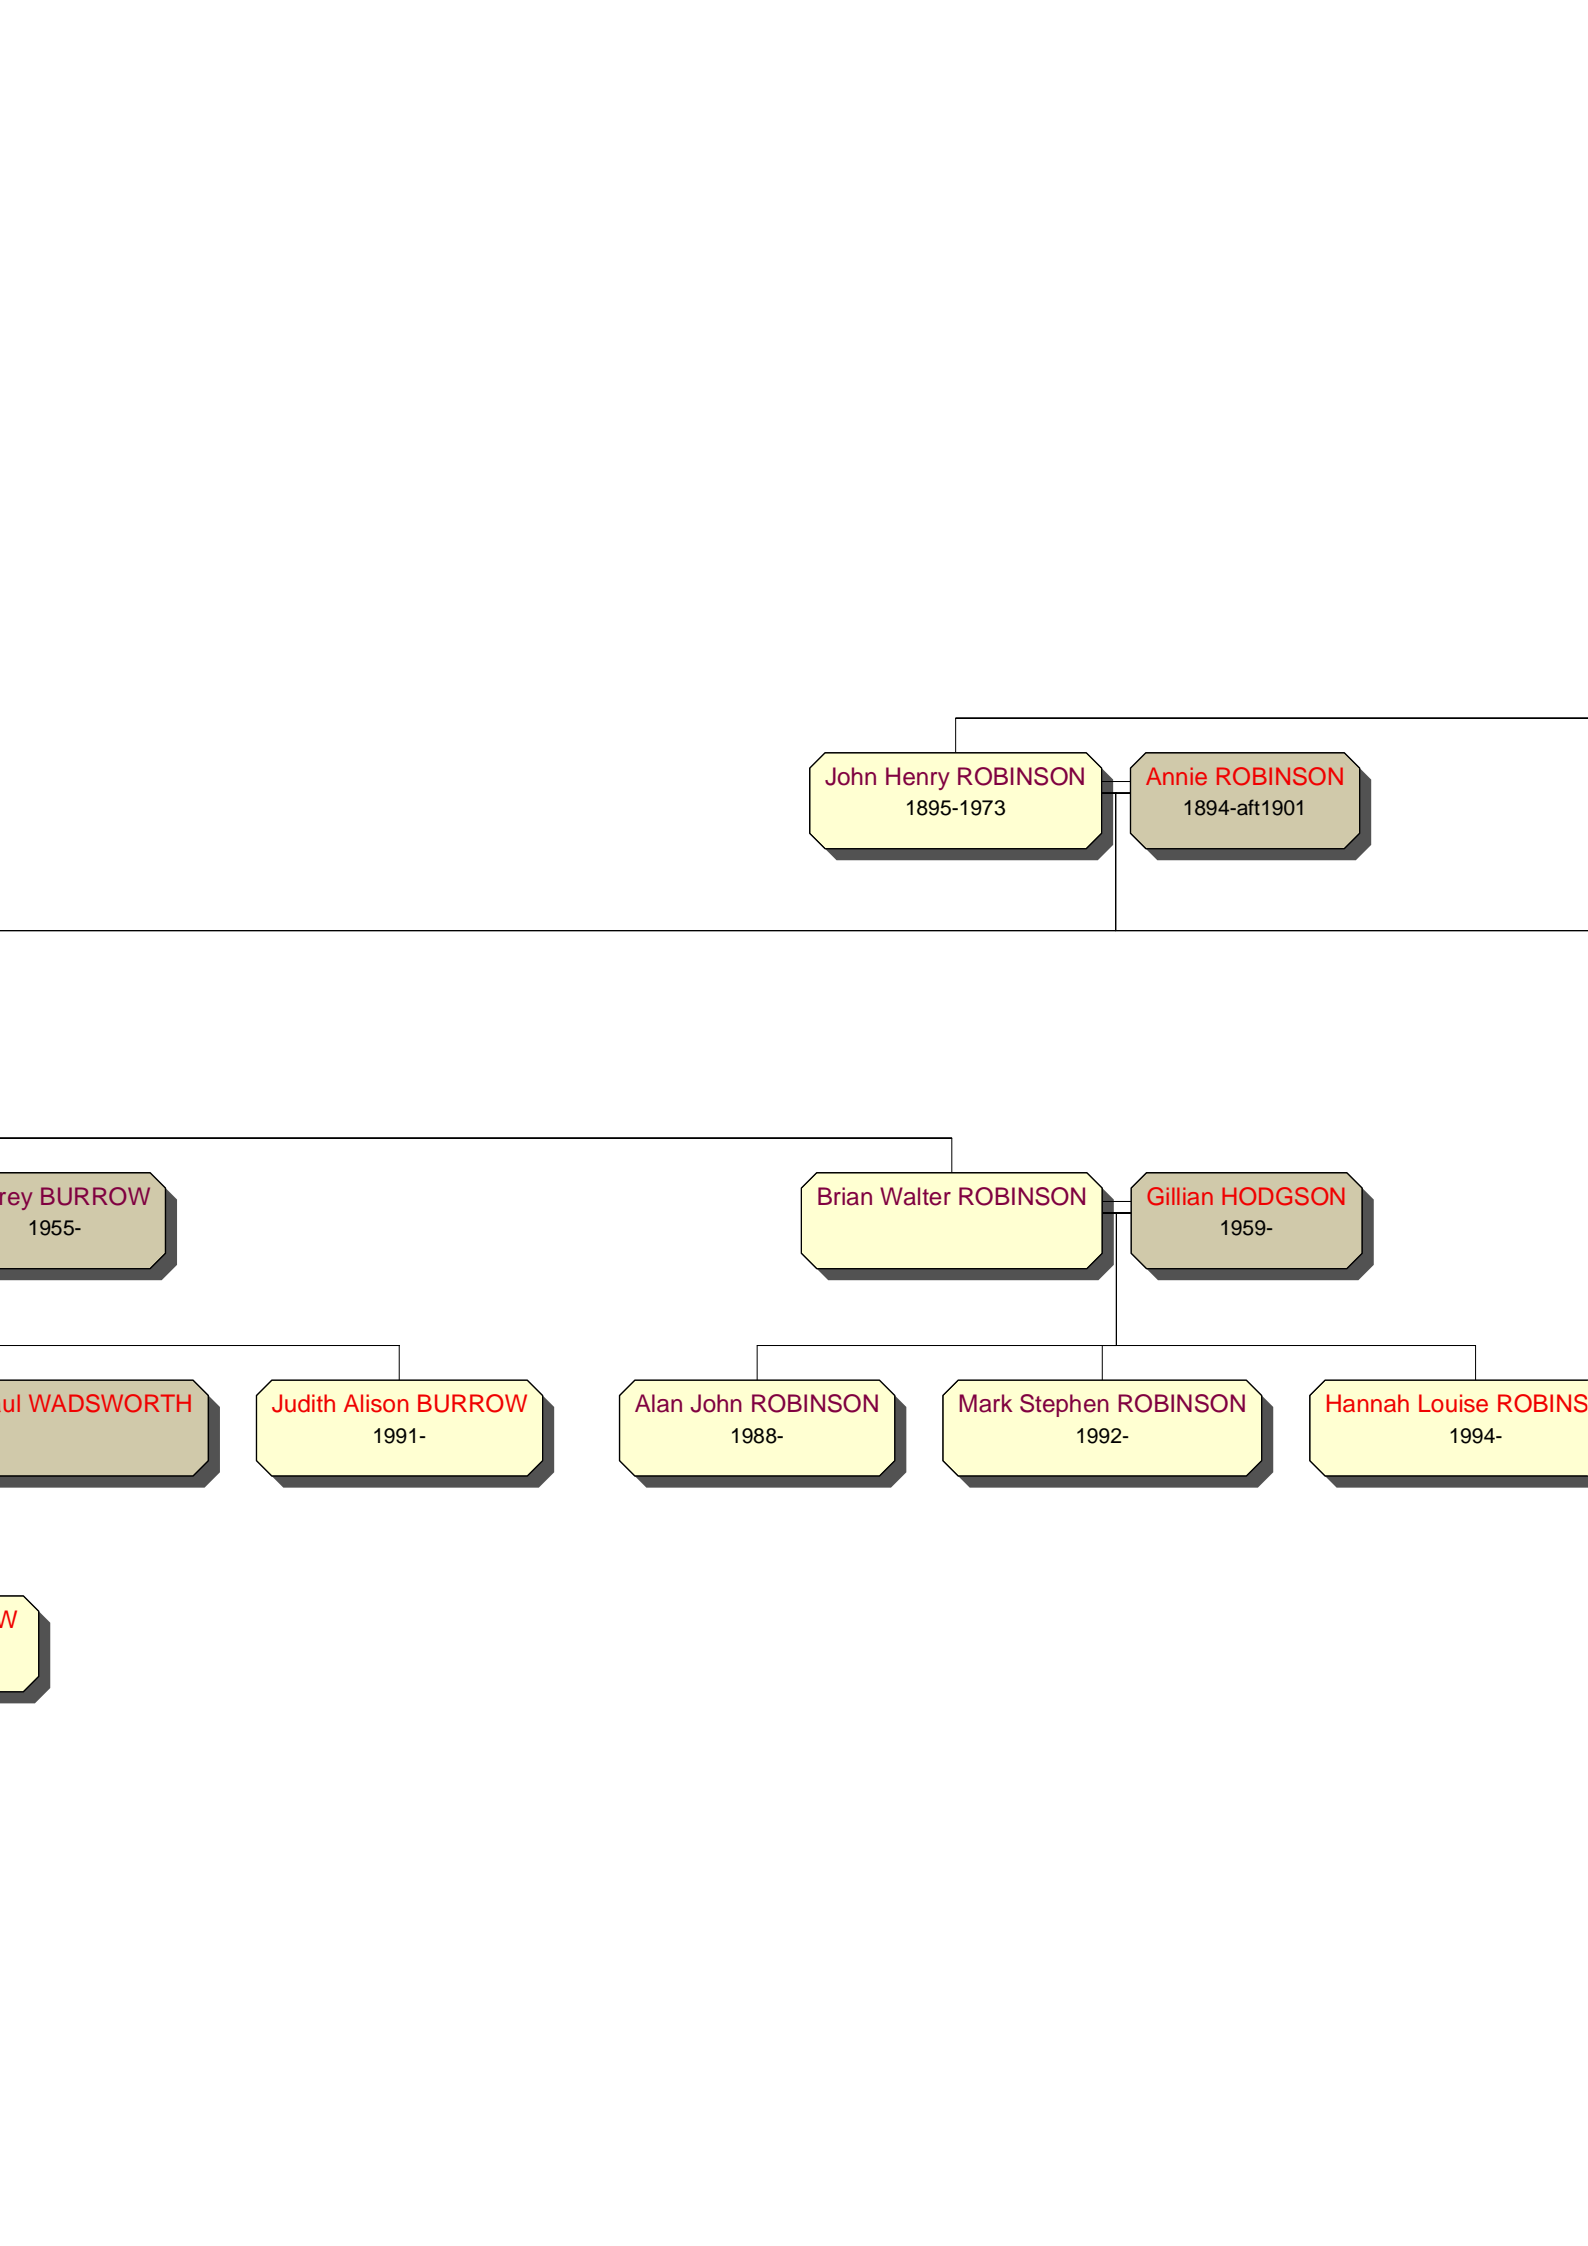 John Henry ROBINSON
1895-1973
Annie ROBINSON
1894-aft1901
rey BURROW
1955-
Brian Walter ROBINSON
Gillian HODGSON
1959-
ul WADSWORTH
Judith Alison BURROW
1991-
Alan John ROBINSON
1988-
Mark Stephen ROBINSON
1992-
Hannah Louise ROBINS
1994-
W